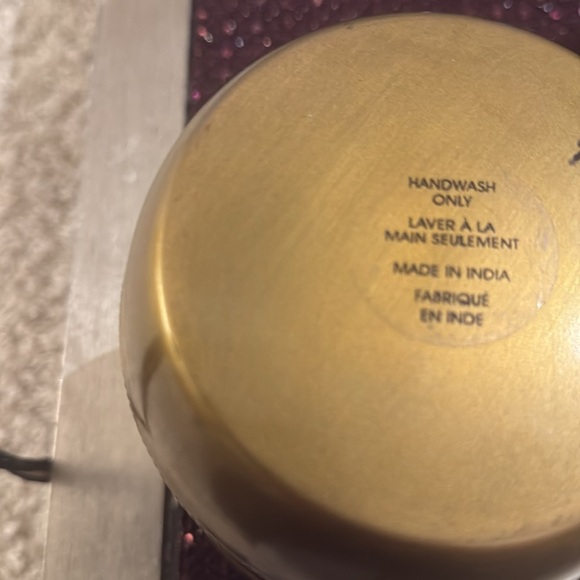 HANDWASH
ONLY
LAVER À LA
MAIN SEULEMENT
MADE IN INDIA
FABRIQUÉ
EN INDE